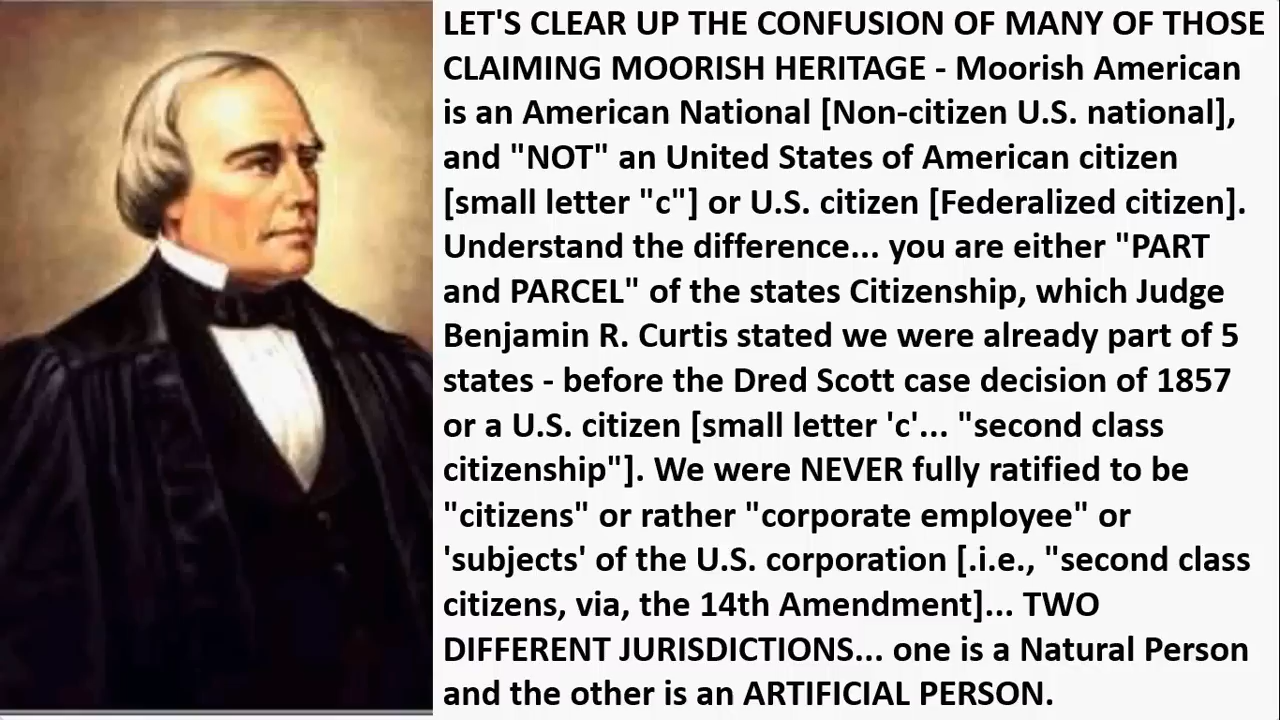 LET'S CLEAR UP THE CONFUSION OF MANY OF THOSE
CLAIMING MOORISH HERITAGE - Moorish American
is an American National [Non-citizen U.S. national],
and "NOT" an United States of American citizen
[small letter "c"] or U.S. citizen [Federalized citizen].
Understand the difference... you are either "PART
and PARCEL" of the states Citizenship, which Judge
Benjamin R. Curtis stated we were already part of 5
states - before the Dred Scott case decision of 1857
or a U.S. citizen [small letter 'c'... "second class
citizenship"]. We were NEVER fully ratified to be
"citizens" or rather "corporate employee" or
'subjects' of the U.S. corporation [.i.e., "second class
citizens, via, the 14th Amendment]... TWO
DIFFERENT JURISDICTIONS... one is a Natural Person
and the other is an ARTIFICIAL PERSON.